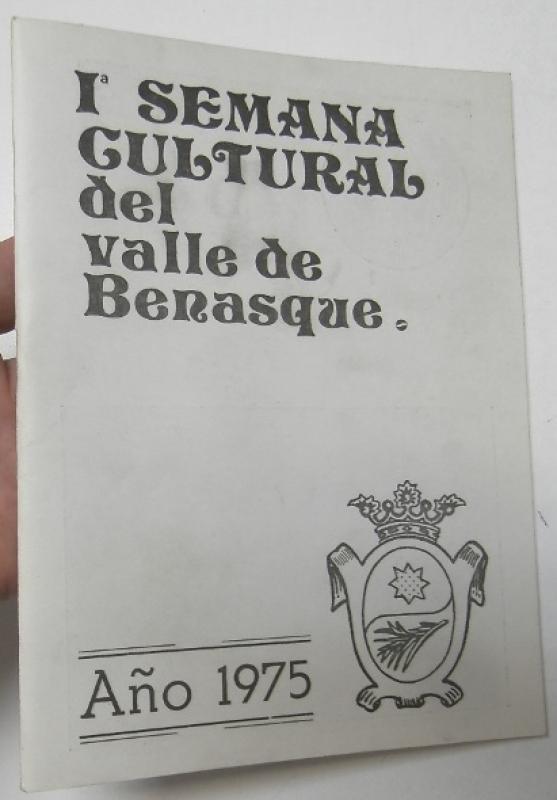 Iª SEMANA
CULTURAL
del
valle de
Benasque.
Año 1975